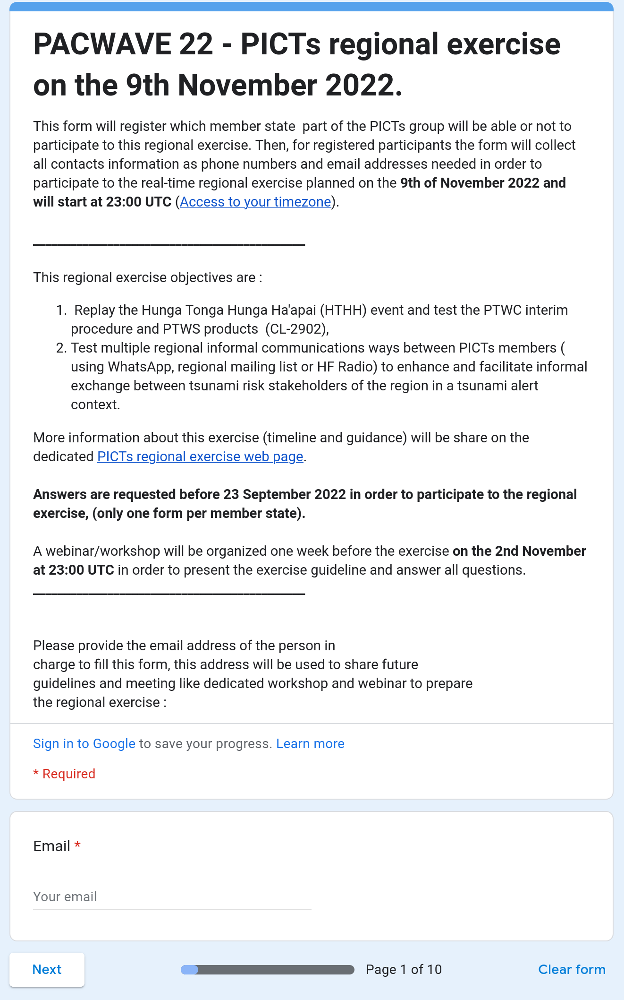 PACWAVE 22 - PICTs regional exercise
on the 9th November 2022.
This form will register which member state  part of the PICTs group will be able or not to
participate to this regional exercise. Then, for registered participants the form will collect
all contacts information as phone numbers and email addresses needed in order to
participate to the real-time regional exercise planned on the 9th of November 2022 and
will start at 23:00 UTC (Access to your timezone).
____________________________________________
This regional exercise objectives are :
1.  Replay the Hunga Tonga Hunga Ha'apai (HTHH) event and test the PTWC interim
procedure and PTWS products  (CL-2902),
2. Test multiple regional informal communications ways between PICTs members (
using WhatsApp, regional mailing list or HF Radio) to enhance and facilitate informal
exchange between tsunami risk stakeholders of the region in a tsunami alert
context.
More information about this exercise (timeline and guidance) will be share on the
dedicated PICTs regional exercise web page.
Answers are requested before 23 September 2022 in order to participate to the regional
exercise, (only one form per member state).
A webinar/workshop will be organized one week before the exercise on the 2nd November
at 23:00 UTC in order to present the exercise guideline and answer all questions.
____________________________________________
Please provide the email address of the person in
charge to fill this form, this address will be used to share future
guidelines and meeting like dedicated workshop and webinar to prepare
the regional exercise :
Sign in to Google to save your progress. Learn more
* Required
Email *
Your email
Next
Page 1 of 10
Clear form